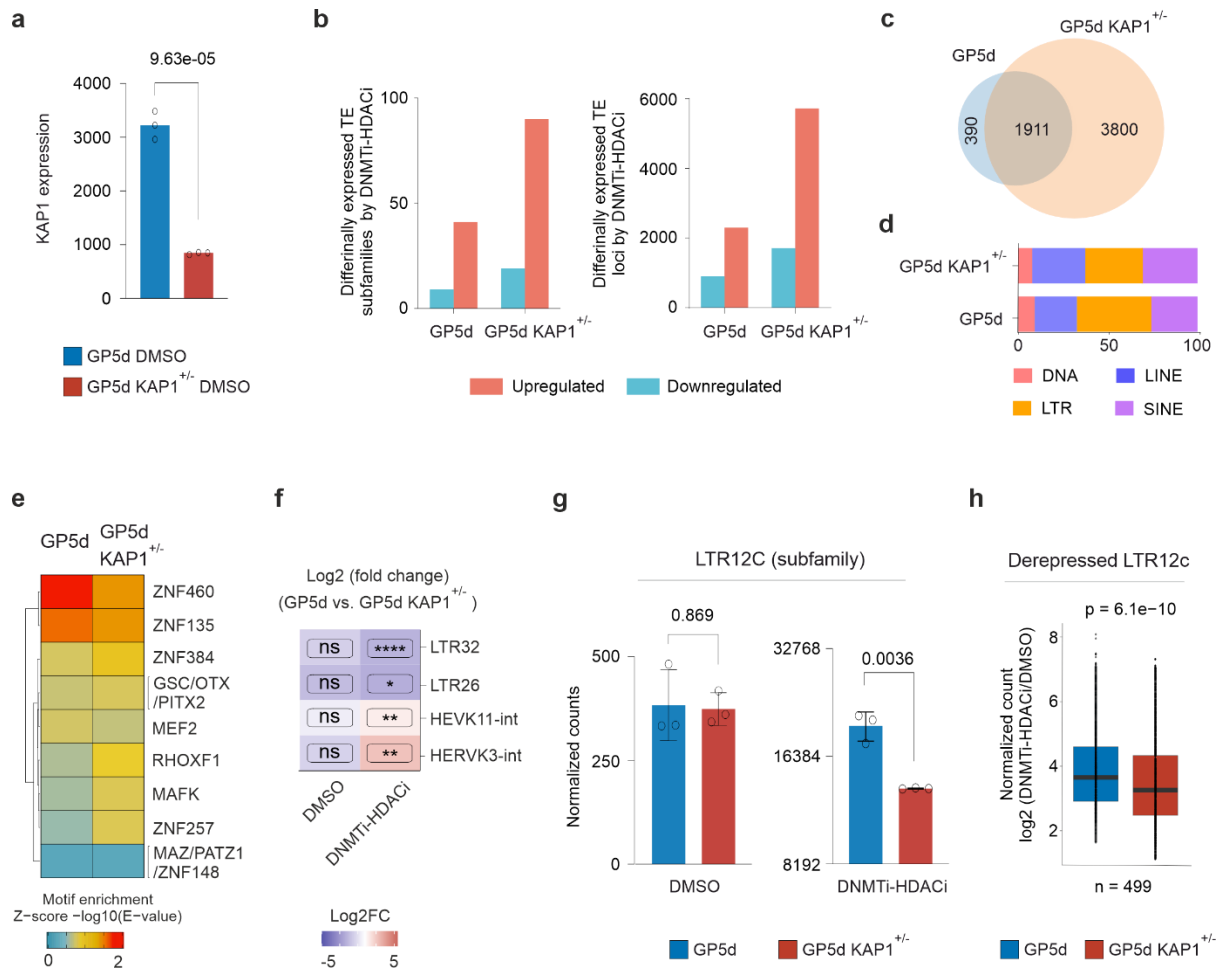 a
9.63e-05
KAP1 expression
4000
3000
2000
1000
0
GP5d DMSO
GP5d KAP1+/- DMSO
b
Differinally expressed TE
subfamilies by DNMTi-HDACi
100
50
0
GP5d
GP5d KAP1+/-
Differinally expressed TE
loci by DNMTi-HDACi
6000
4000
2000
0
GP5d
GP5d KAP1+/-
Upregulated
Downregulated
c
GP5d KAP1+/-
GP5d
390
1911
3800
d
GP5d KAP1+/-
GP5d
0
50
100
DNA
LINE
LTR
SINE
e
GP5d
GP5d
KAP1+/-
ZNF460
ZNF135
ZNF384
GSC/OTX
/PITX2
MEF2
RHOXF1
MAFK
ZNF257
MAZ/PATZ1
/ZNF148
Motif enrichment
Z−score −log10(E−value)
0
2
f
Log2 (fold change)
(GP5d vs. GP5d KAP1+/-)
ns
****
LTR32
ns
*
LTR26
ns
**
HEVK11-int
ns
**
HERVK3-int
DMSO
DNMTi-HDACi
Log2FC
-5
5
g
LTR12C (subfamily)
0.869
Normalized counts
500
250
0
DMSO
32768
0.0036
16384
8192
DNMTi-HDACi
GP5d
GP5d KAP1+/-
h
Derepressed LTR12c
p = 6.1e−10
Normalized count
log2 (DNMTi-HDACi/DMSO)
8
6
4
2
n = 499
GP5d
GP5d KAP1+/-